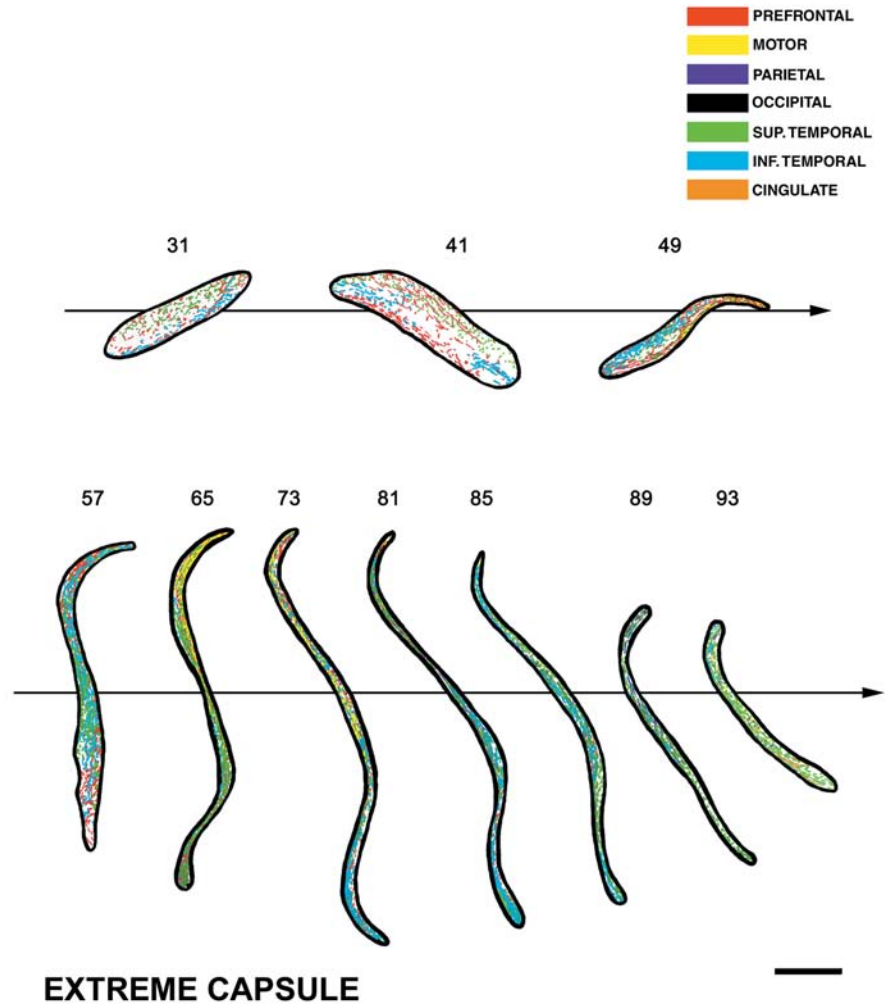 PREFRONTAL
MOTOR
PARIETAL
OCCIPITAL
SUP. TEMPORAL
INF. TEMPORAL
CINGULATE
31 41 49
57 65 73 81 85 89 93
EXTREME CAPSULE